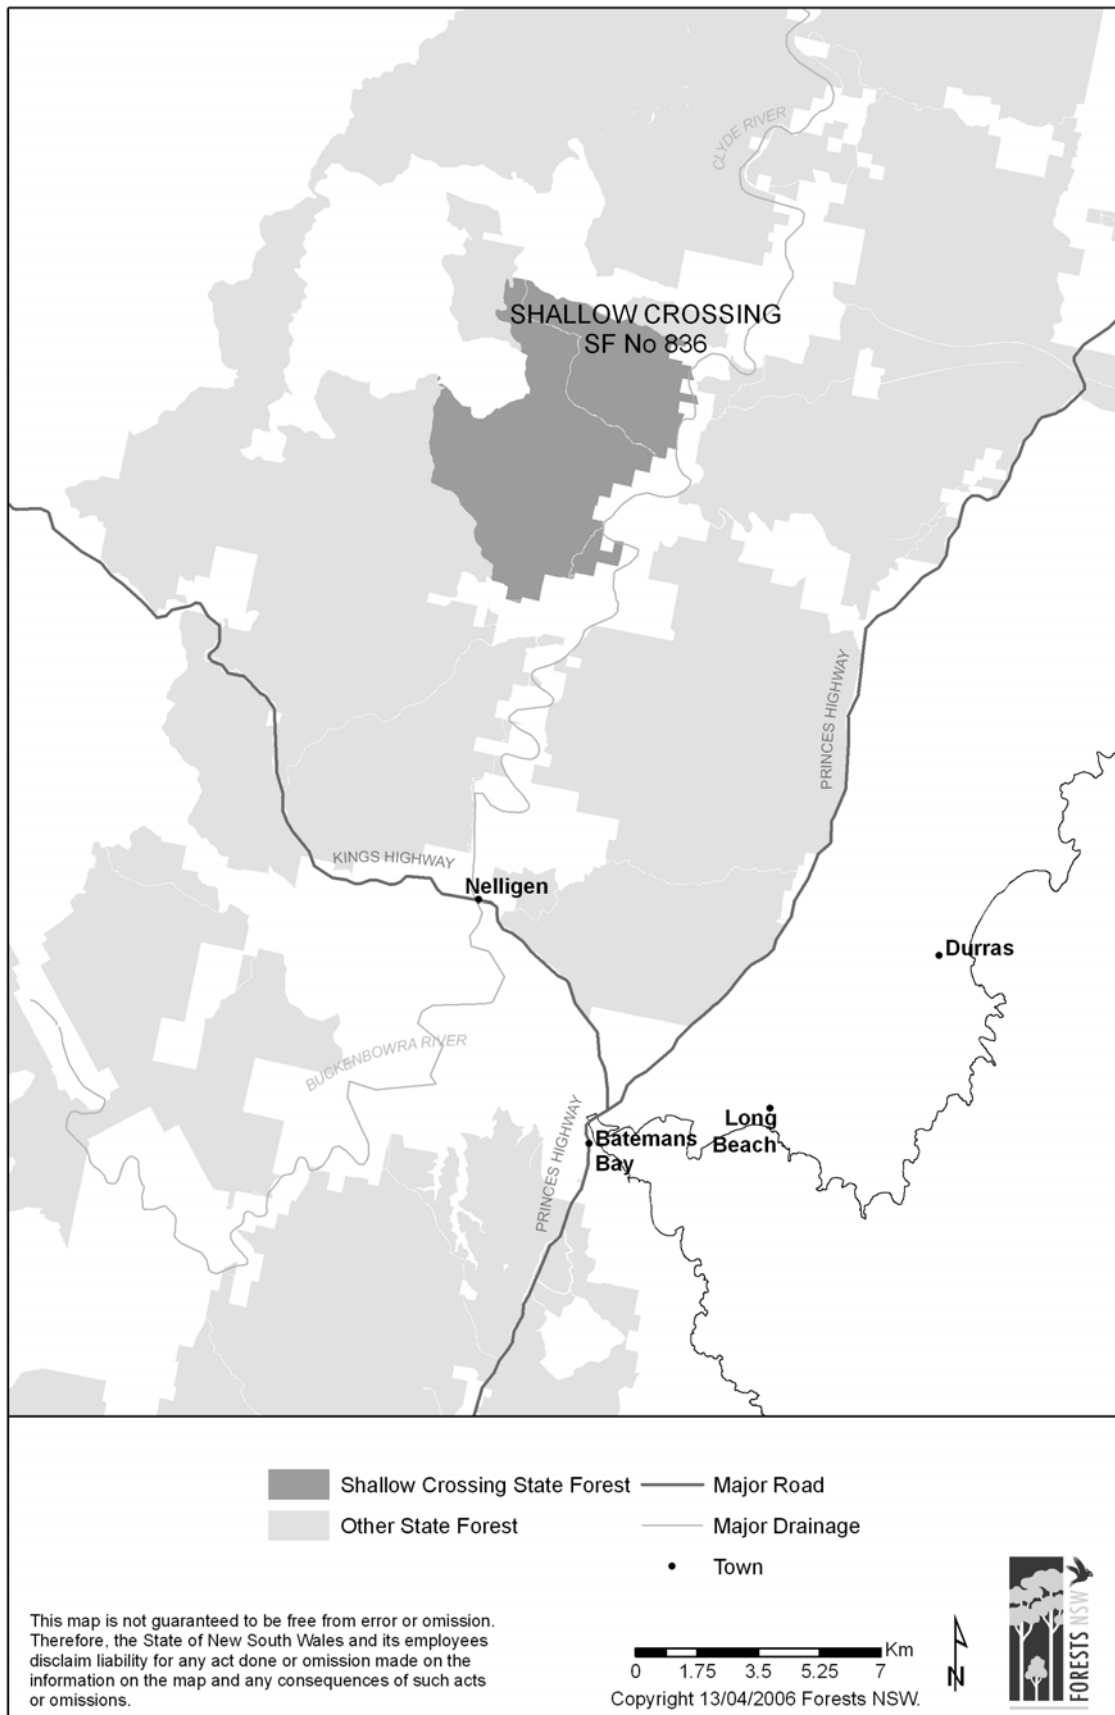 CLYDE RIVER
SHALLOW CROSSING
SF No 836
PRINCES HIGHWAY
KINGS HIGHWAY
Nelligen
Durras
BUCKENBOWRA RIVER
PRINCES HIGHWAY
Long
Beach
Batemans
Bay
Shallow Crossing State Forest
Major Road
Other State Forest
Major Drainage
Town
This map is not guaranteed to be free from error or omission.
Therefore, the State of New South Wales and its employees
disclaim liability for any act done or omission made on the
information on the map and any consequences of such acts
or omissions.
Km
0 1.75 3.5 5.25 7
Copyright 13/04/2006 Forests NSW.
N
FORESTS NSW